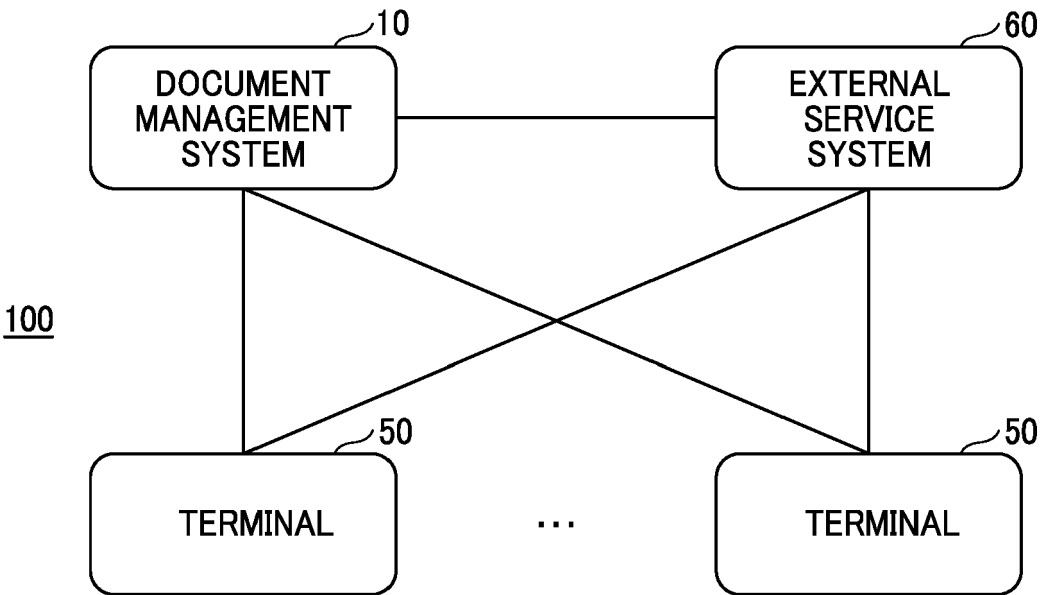 10
60
DOCUMENT
MANAGEMENT
SYSTEM
EXTERNAL
SERVICE
SYSTEM
100
50
50
TERMINAL
...
TERMINAL